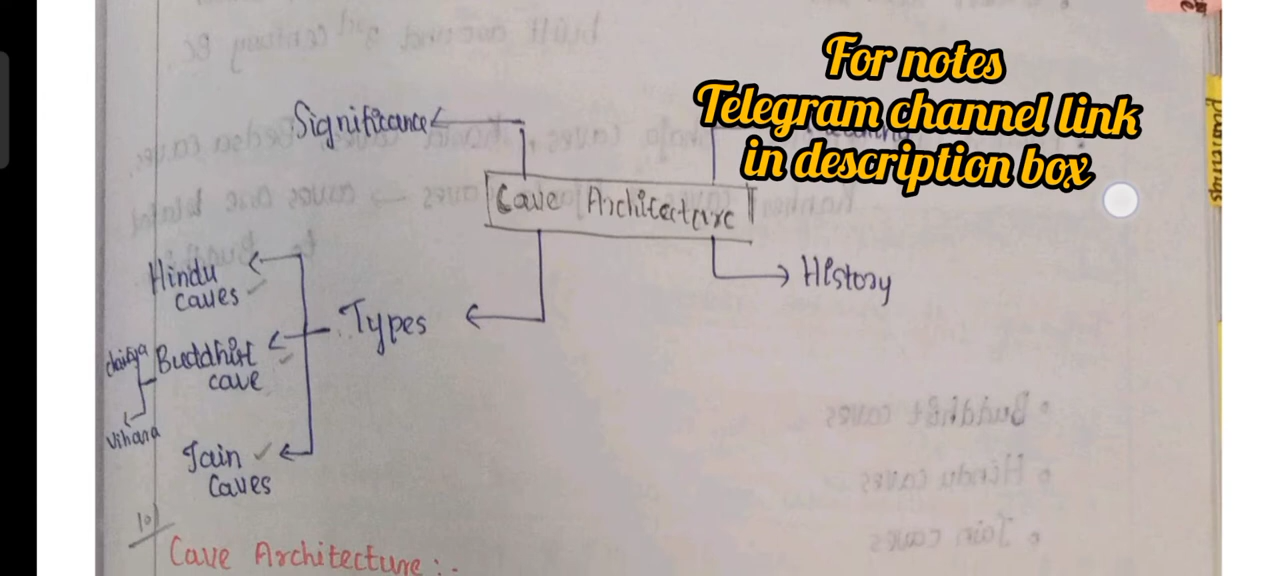 For notes
Telegram channel link
in description box
Significance
Cave Architecture
History
Types
Hindu
caves
Buddhist
cave
chaitya
vihara
Jain
Caves
10)
Cave Architecture :-